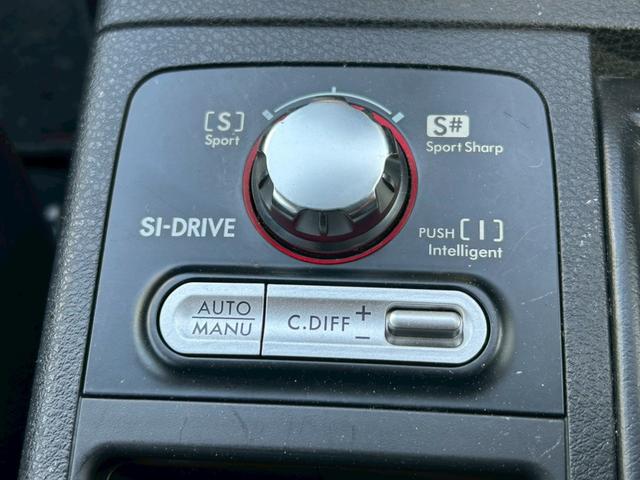 [S]
Sport
S#
Sport Sharp
SI-DRIVE
PUSH [I]
Intelligent
AUTO
MANU
C.DIFF + −